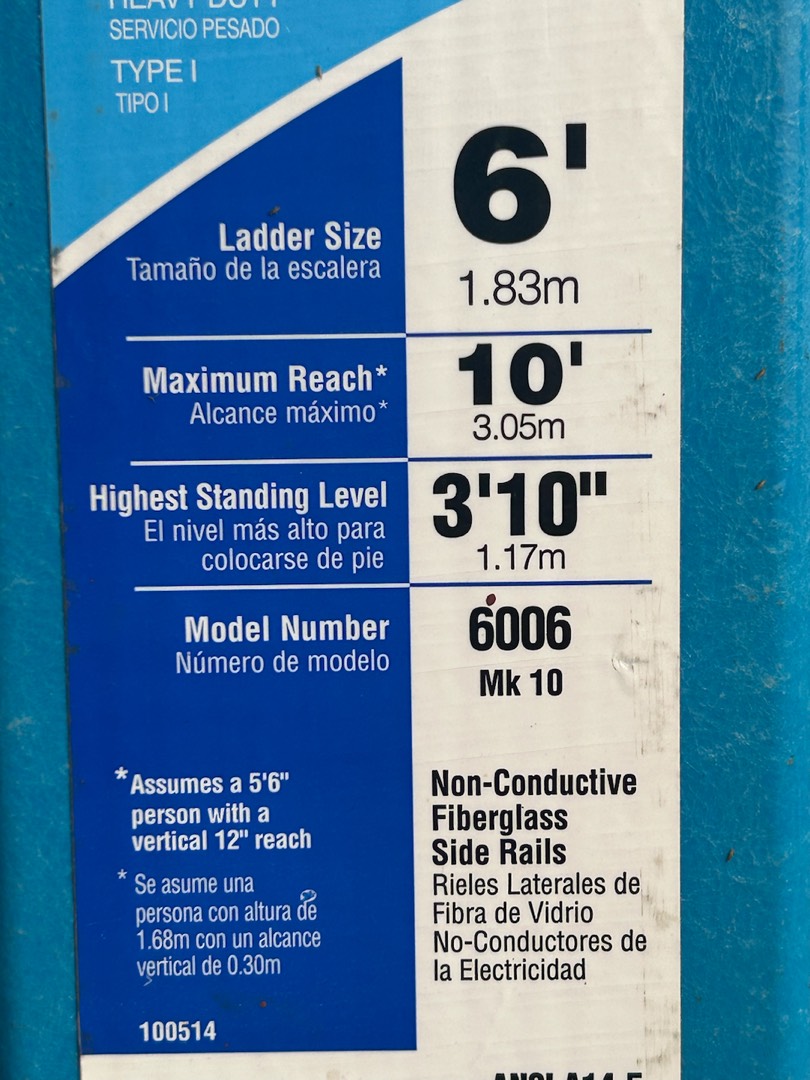 HEAVY DUTY
SERVICIO PESADO
TYPE I
TIPO I
Ladder Size
Tamaño de la escalera
6'
1.83m
Maximum Reach*
Alcance máximo*
10'
3.05m
Highest Standing Level
El nivel más alto para
colocarse de pie
3'10"
1.17m
Model Number
Número de modelo
6006
Mk 10
*Assumes a 5'6"
person with a
vertical 12" reach
* Se asume una
persona con altura de
1.68m con un alcance
vertical de 0.30m
100514
Non-Conductive
Fiberglass
Side Rails
Rieles Laterales de
Fibra de Vidrio
No-Conductores de
la Electricidad